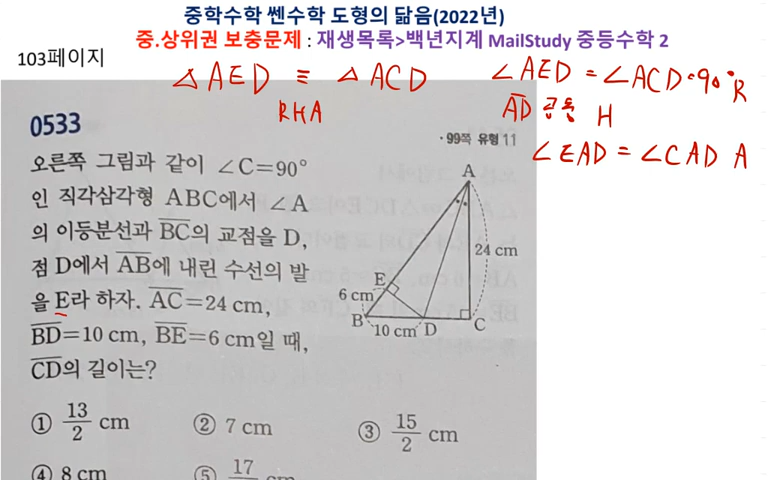 중학수학 쎈수학 도형의 닮음(2022년)
중.상위권 보충문제 : 재생목록>백년지계 MailStudy 중등수학 2
103페이지
△AED ≡ △ACD
RHA
∠AED = ∠ACD = 90° R
AD 공통 H
∠EAD = ∠CAD A
0533
· 99쪽 유형 11
오른쪽 그림과 같이 ∠C=90°
인 직각삼각형 ABC에서 ∠A
의 이등분선과 BC의 교점을 D,
점 D에서 AB에 내린 수선의 발
을 E라 하자. AC=24 cm,
BD=10 cm, BE=6 cm일 때,
CD의 길이는?
A
24 cm
E
6 cm
B
10 cm
D
C
① 13/2 cm
② 7 cm
③ 15/2 cm
④ 8 cm
⑤ 17